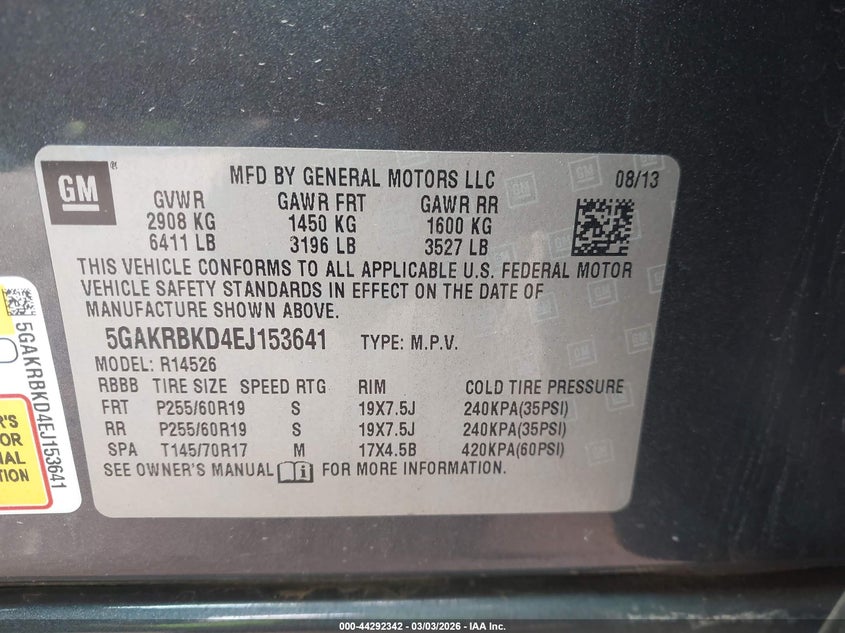 GM
MFD BY GENERAL MOTORS LLC 08/13
GVWR GAWR FRT GAWR RR
2908 KG 1450 KG 1600 KG
6411 LB 3196 LB 3527 LB
THIS VEHICLE CONFORMS TO ALL APPLICABLE U.S. FEDERAL MOTOR
VEHICLE SAFETY STANDARDS IN EFFECT ON THE DATE OF
MANUFACTURE SHOWN ABOVE.
5GAKRBKD4EJ153641 TYPE: M.P.V.
MODEL: R14526
RBBB TIRE SIZE SPEED RTG RIM COLD TIRE PRESSURE
FRT P255/60R19 S 19X7.5J 240KPA(35PSI)
RR P255/60R19 S 19X7.5J 240KPA(35PSI)
SPA T145/70R17 M 17X4.5B 420KPA(60PSI)
SEE OWNER'S MANUAL FOR MORE INFORMATION.
5GAKRBKD4EJ153641
000-44292342 - 03/03/2026 - IAA Inc.